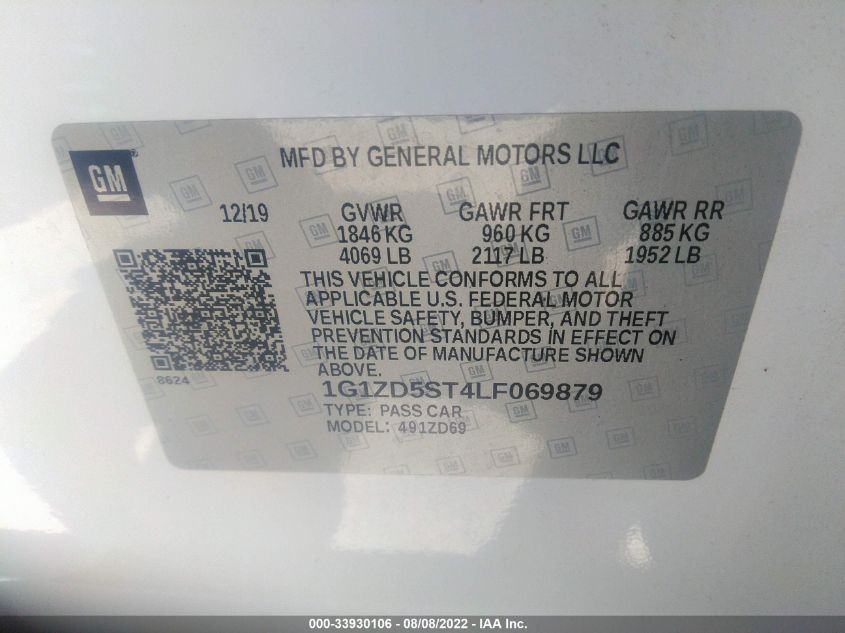 GM
MFD BY GENERAL MOTORS LLC
12/19 GVWR GAWR FRT GAWR RR
1846 KG 960 KG 885 KG
4069 LB 2117 LB 1952 LB
THIS VEHICLE CONFORMS TO ALL
APPLICABLE U.S. FEDERAL MOTOR
VEHICLE SAFETY, BUMPER, AND THEFT
PREVENTION STANDARDS IN EFFECT ON
THE DATE OF MANUFACTURE SHOWN
ABOVE.
8624
1G1ZD5ST4LF069879
TYPE: PASS CAR
MODEL: 491ZD69
000-33930106 - 08/08/2022 - IAA Inc.